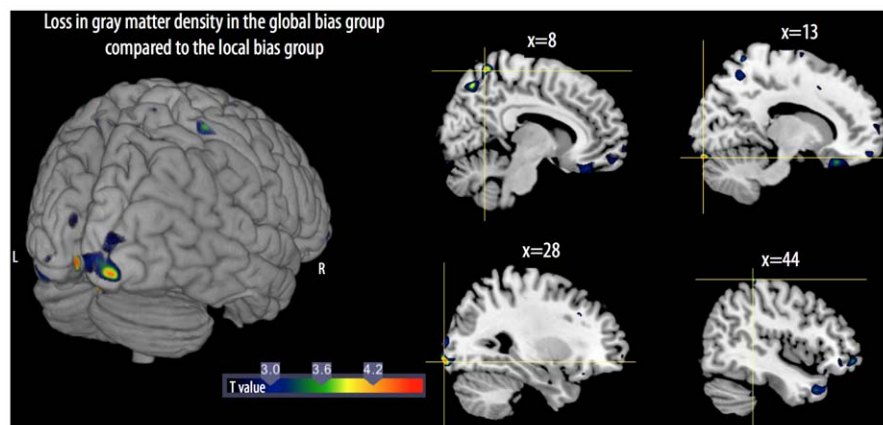 Loss in gray matter density in the global bias group
compared to the local bias group
x=8
x=13
L
R
x=28
x=44
3.0 3.6 4.2
T value